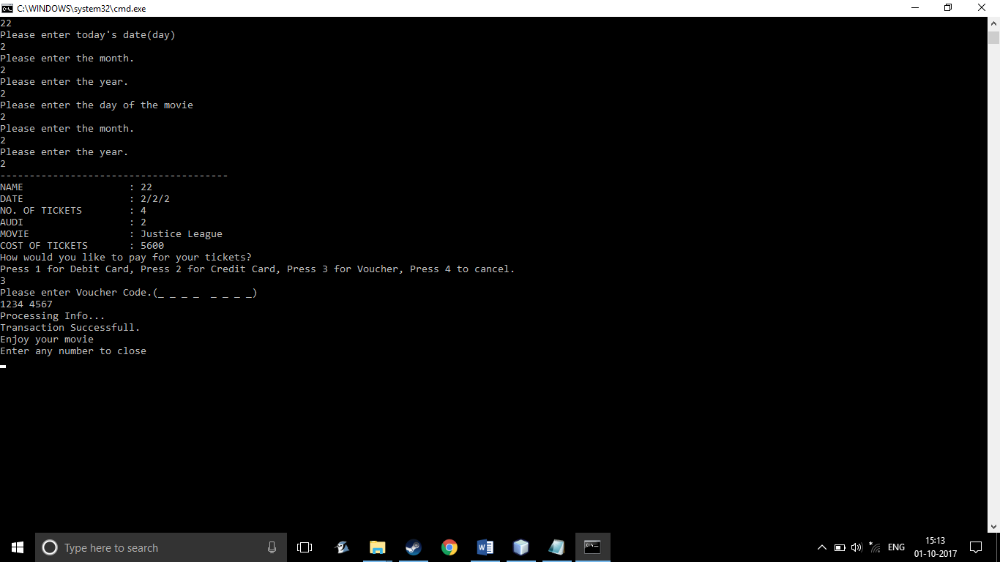 C:\WINDOWS\system32\cmd.exe
22
Please enter today's date(day)
2
Please enter the month.
2
Please enter the year.
2
Please enter the day of the movie
2
Please enter the month.
2
Please enter the year.
2
---------------------------------------
NAME                  : 22
DATE                  : 2/2/2
NO. OF TICKETS        : 4
AUDI                  : 2
MOVIE                 : Justice League
COST OF TICKETS       : 5600
How would you like to pay for your tickets?
Press 1 for Debit Card, Press 2 for Credit Card, Press 3 for Voucher, Press 4 to cancel.
3
Please enter Voucher Code.(_ _ _ _  _ _ _ _)
1234 4567
Processing Info...
Transaction Successfull.
Enjoy your movie
Enter any number to close
Type here to search
ENG
15:13
01-10-2017